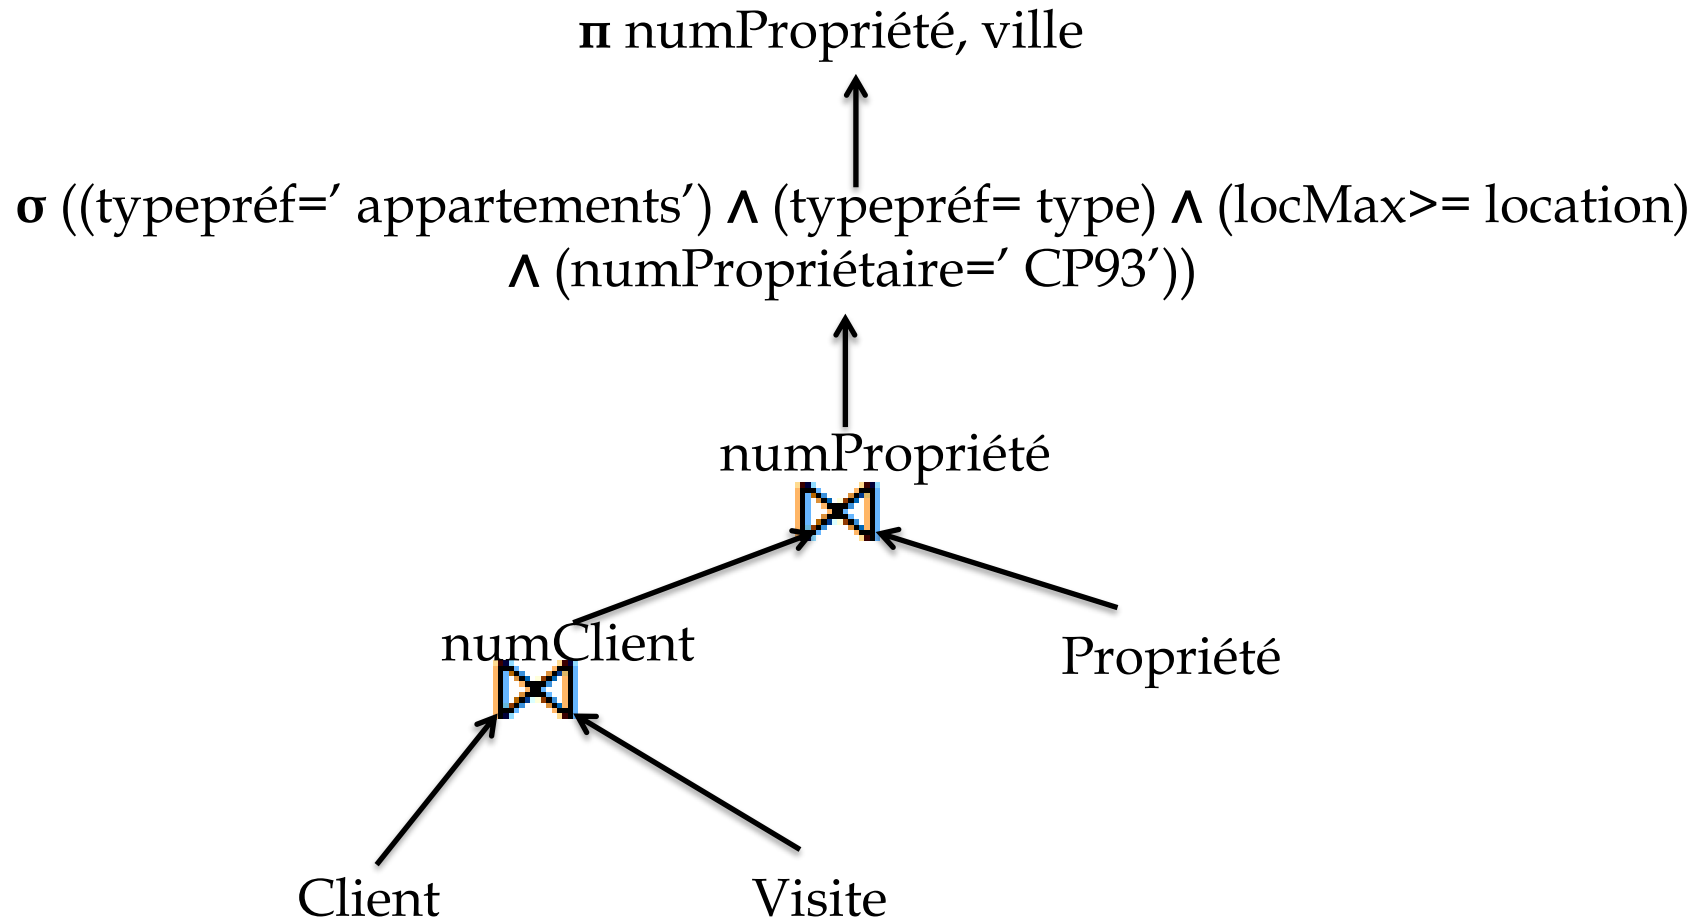 π numPropriété, ville
σ ((typepréf=’ appartements’) ∧ (typepréf= type) ∧ (locMax>= location)
∧ (numPropriétaire=’ CP93’))
numPropriété
numClient
Propriété
Client
Visite